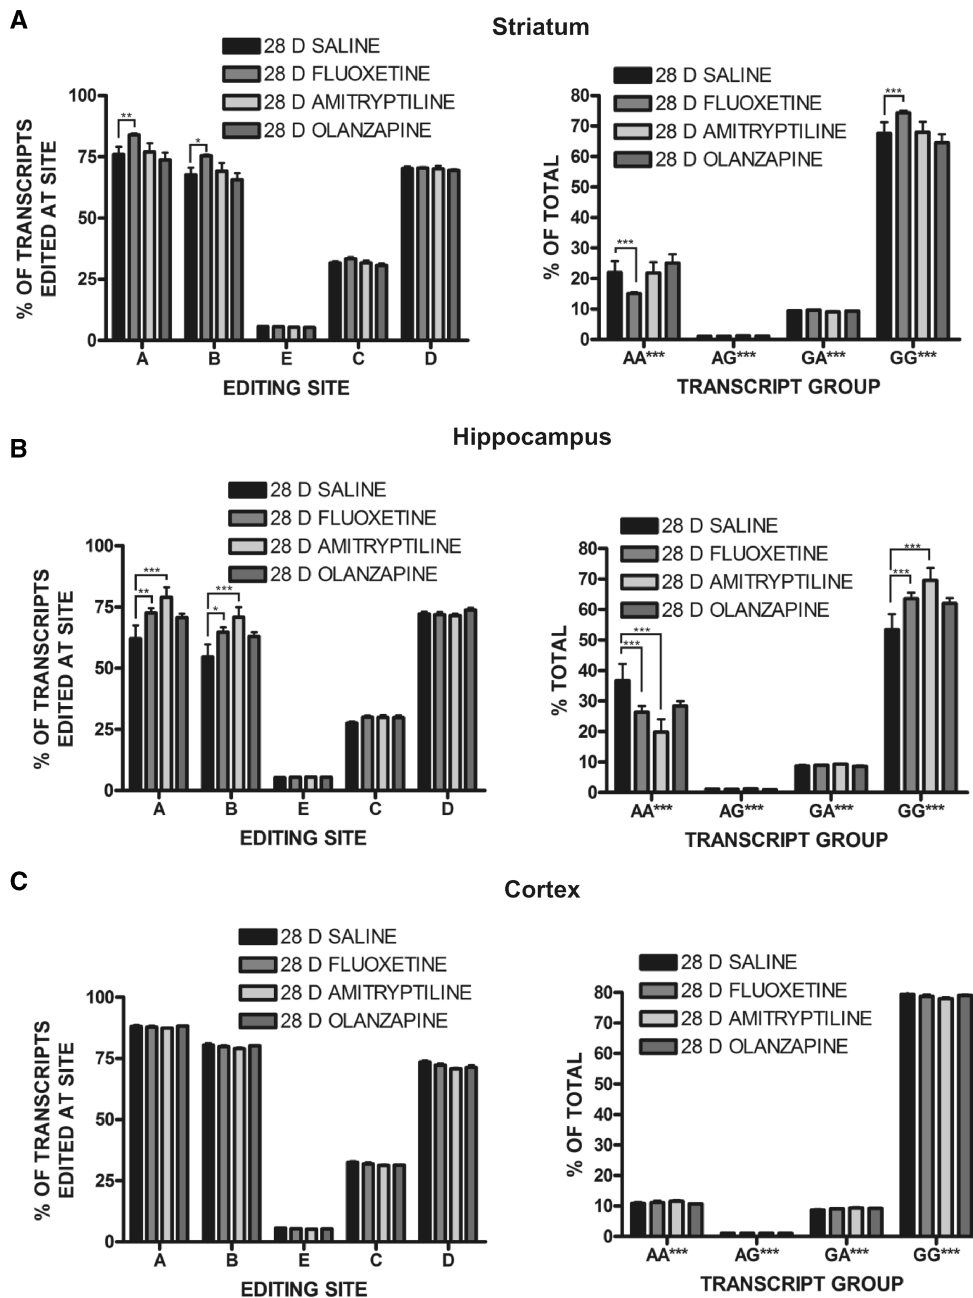 A
Striatum
28 D SALINE
28 D FLUOXETINE
28 D AMITRYPTILINE
28 D OLANZAPINE
% OF TRANSCRIPTS
EDITED AT SITE
100
75
50
25
0
**
*
A B E C D
EDITING SITE
28 D SALINE
28 D FLUOXETINE
28 D AMITRYPTILINE
28 D OLANZAPINE
% OF TOTAL
80
70
60
50
40
30
20
10
0
***
***
AA*** AG*** GA*** GG***
TRANSCRIPT GROUP
B
Hippocampus
28 D SALINE
28 D FLUOXETINE
28 D AMITRYPTILINE
28 D OLANZAPINE
% OF TRANSCRIPTS
EDITED AT SITE
100
75
50
25
0
***
**
***
*
A B E C D
EDITING SITE
28 D SALINE
28 D FLUOXETINE
28 D AMITRYPTILINE
28 D OLANZAPINE
% TOTAL
80
70
60
50
40
30
20
10
0
***
***
***
***
AA*** AG*** GA*** GG***
TRANSCRIPT GROUP
C
Cortex
28 D SALINE
28 D FLUOXETINE
28 D AMITRYPTILINE
28 D OLANZAPINE
% OF TRANSCRIPTS
EDITED AT SITE
100
75
50
25
0
A B E C D
EDITING SITE
28 D SALINE
28 D FLUOXETINE
28 D AMITRYPTILINE
28 D OLANZAPINE
% OF TOTAL
80
70
60
50
40
30
20
10
0
AA*** AG*** GA*** GG***
TRANSCRIPT GROUP